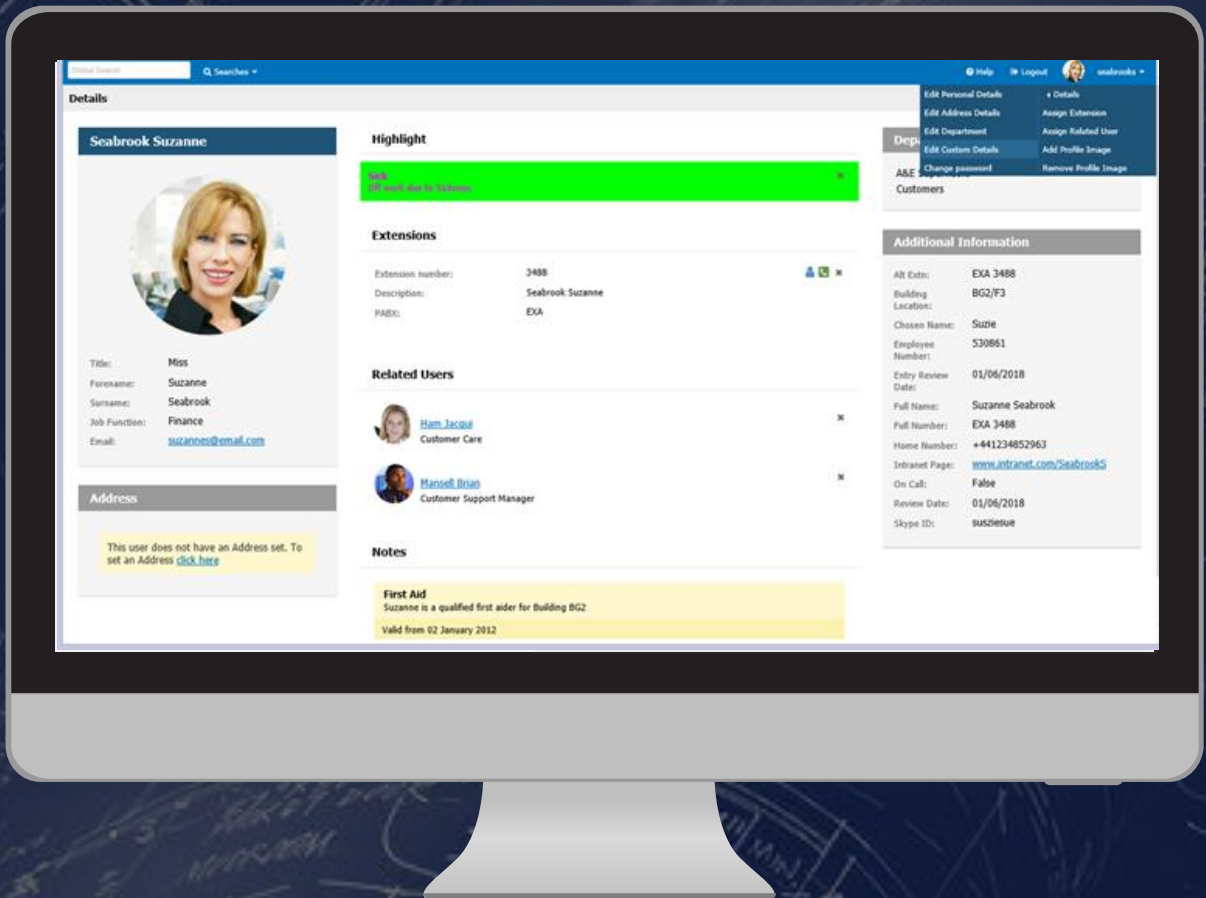 Global Search
Searches
Help
Logout
seabrooks
Details
Edit Personal Details
Details
Edit Address Details
Assign Extension
Edit Department
Assign Related User
Edit Custom Details
Add Profile Image
Change password
Remove Profile Image
Seabrook Suzanne
Title: Miss
Forename: Suzanne
Surname: Seabrook
Job Function: Finance
Email: suzannes@email.com
Address
This user does not have an Address set. To
set an Address click here
Highlight
Sick
Off work due to Sickness
Extensions
Extension number: 3488
Description: Seabrook Suzanne
PABX: EXA
Related Users
Ham Jacqui
Customer Care
Mansell Brian
Customer Support Manager
Notes
First Aid
Suzanne is a qualified first aider for Building BG2
Valid from 02 January 2012
Dep
A&E
Customers
Additional Information
Alt Extn: EXA 3488
Building BG2/F3
Location:
Chosen Name: Suzie
Employee 530861
Number:
Entry Review 01/06/2018
Date:
Full Name: Suzanne Seabrook
Full Number: EXA 3488
Home Number: +441234852963
Intranet Page: www.intranet.com/SeabrookS
On Call: False
Review Date: 01/06/2018
Skype ID: susziesue